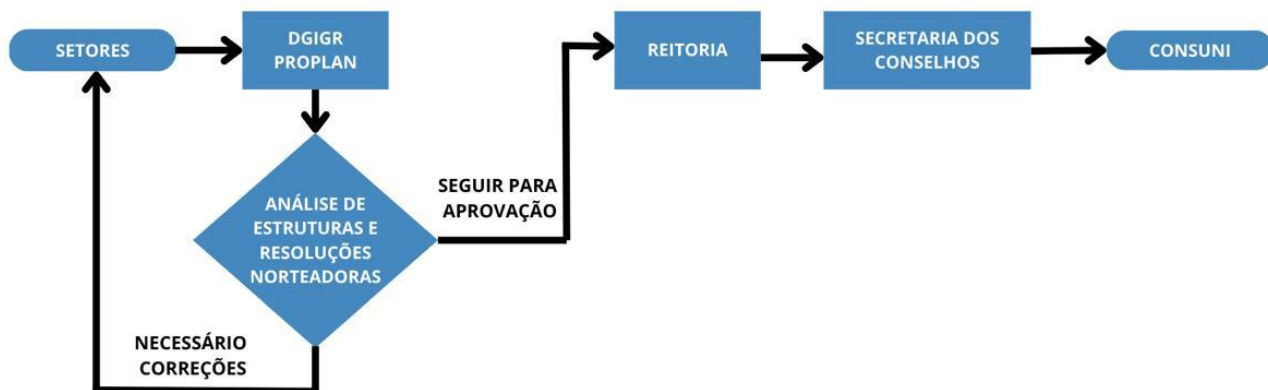 SETORES
DGIGR
PROPLAN
ANÁLISE DE
ESTRUTURAS E
RESOLUÇÕES
NORTEADORAS
NECESSÁRIO
CORREÇÕES
SEGUIR PARA
APROVAÇÃO
REITORIA
SECRETARIA DOS
CONSELHOS
CONSUNI